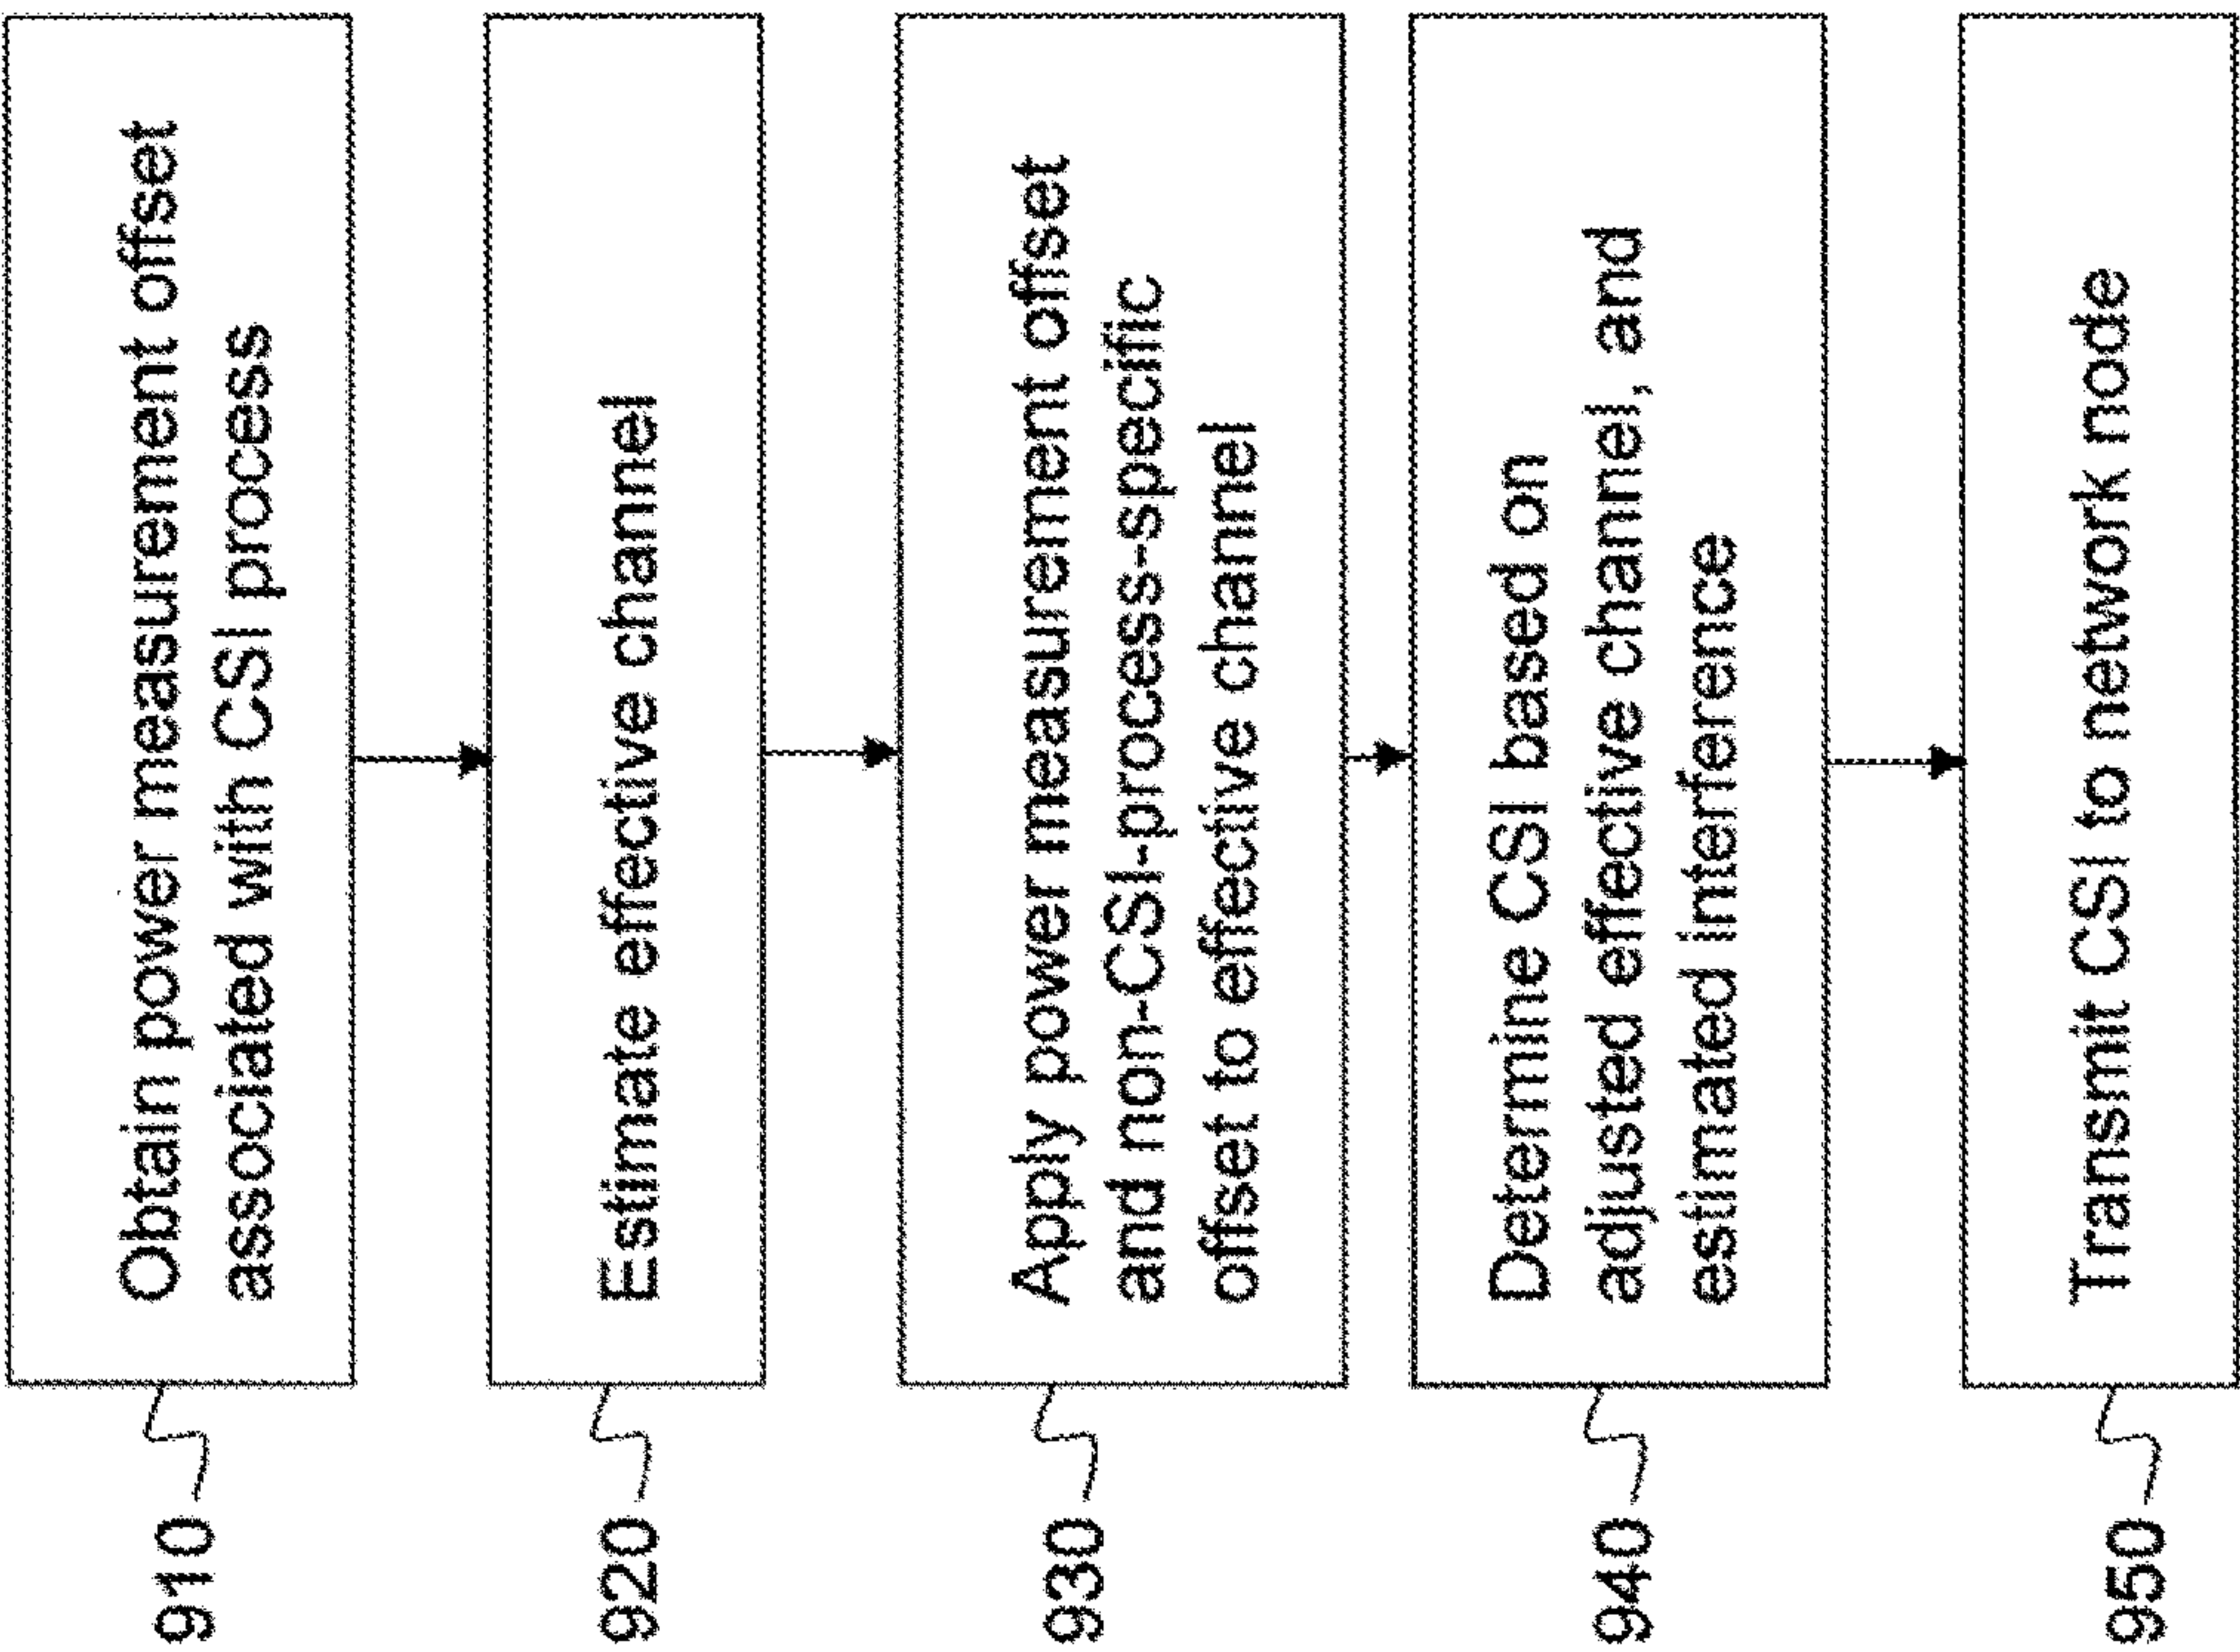 910
Obtain power measurement offset
associated with CSI process
920
Estimate effective channel
930
Apply power measurement offset
and non-CSI-process-specific
offset to effective channel
940
Determine CSI based on
adjusted effective channel, and
estimated interference
950
Transmit CSI to network node